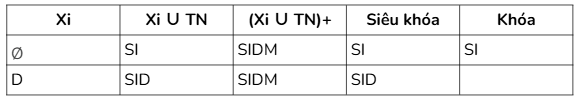 Xi Xi U TN (Xi U TN)+ Siêu khóa Khóa
∅ SI SIDM SI SI
D SID SIDM SID